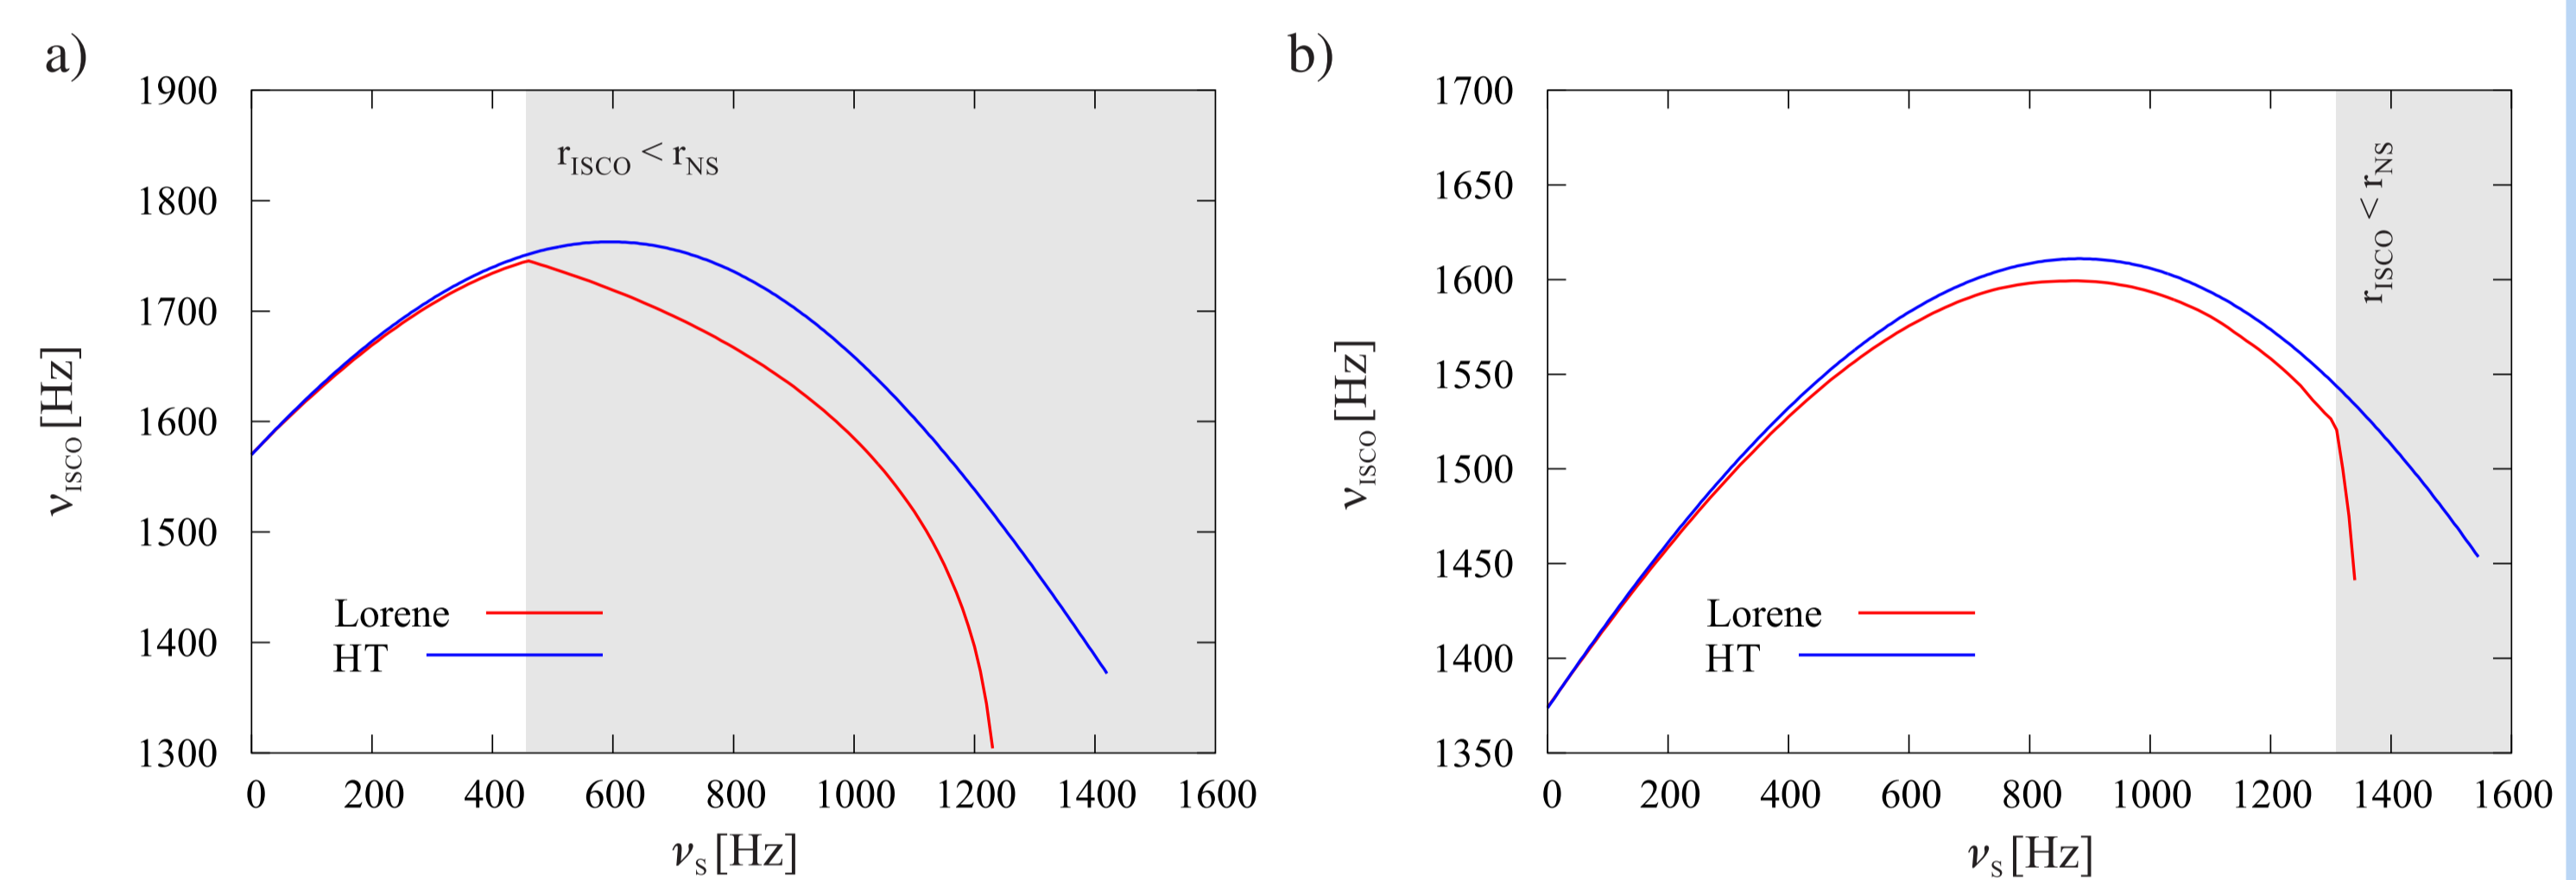 a)
1900
1800
1700
1600
1500
1400
1300
0 200 400 600 800 1000 1200 1400 1600
ν_ISCO [Hz]
ν_S [Hz]
r_ISCO < r_NS
Lorene
HT
b)
1700
1650
1600
1550
1500
1450
1400
1350
0 200 400 600 800 1000 1200 1400 1600
ν_ISCO [Hz]
ν_S [Hz]
r_ISCO < r_NS
Lorene
HT